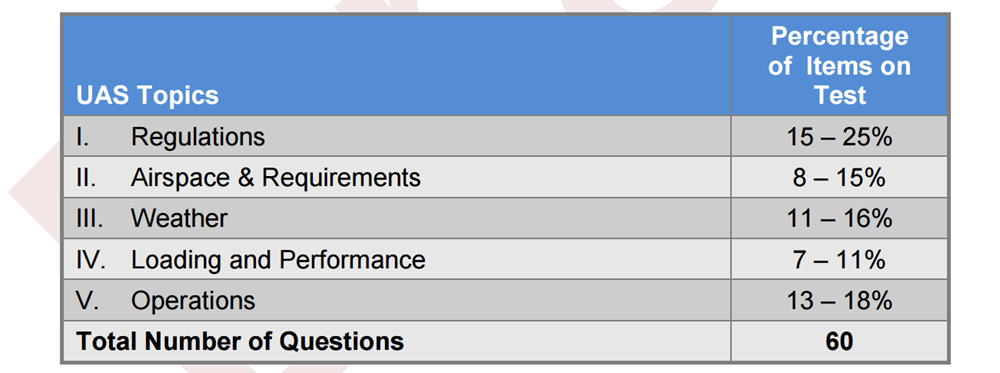 UAS Topics Percentage of Items on Test
I. Regulations 15 – 25%
II. Airspace & Requirements 8 – 15%
III. Weather 11 – 16%
IV. Loading and Performance 7 – 11%
V. Operations 13 – 18%
Total Number of Questions 60